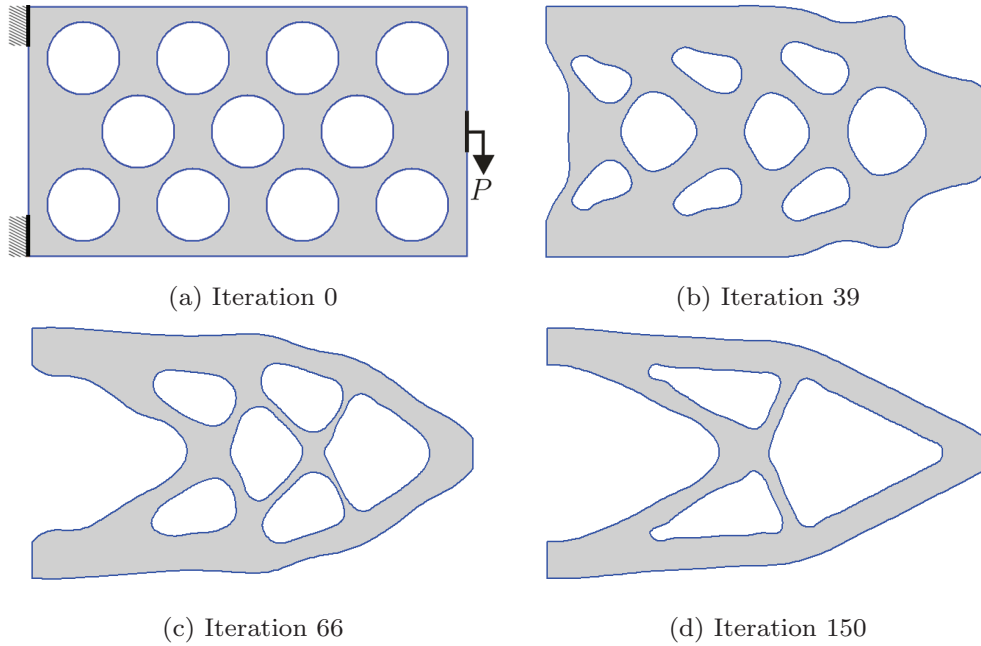 P
(a) Iteration 0
(b) Iteration 39
(c) Iteration 66
(d) Iteration 150